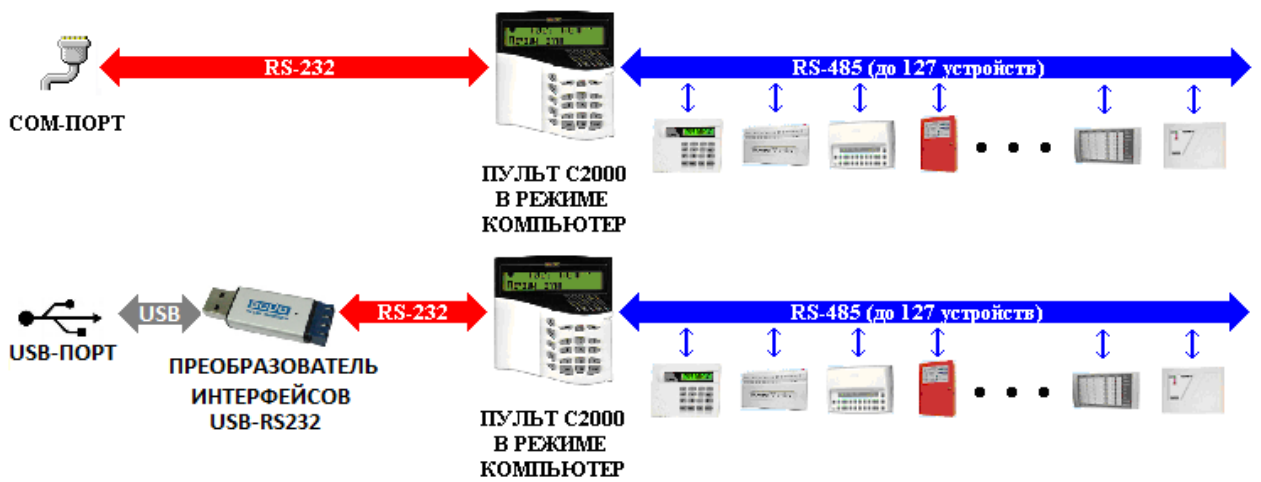 RS-232
RS-485 (до 127 устройств)
COM-ПОРТ
ПУЛЬТ С2000
В РЕЖИМЕ
КОМПЬЮТЕР
USB
RS-232
RS-485 (до 127 устройств)
USB-ПОРТ
ПРЕОБРАЗОВАТЕЛЬ
ИНТЕРФЕЙСОВ
USB-RS232
ПУЛЬТ С2000
В РЕЖИМЕ
КОМПЬЮТЕР